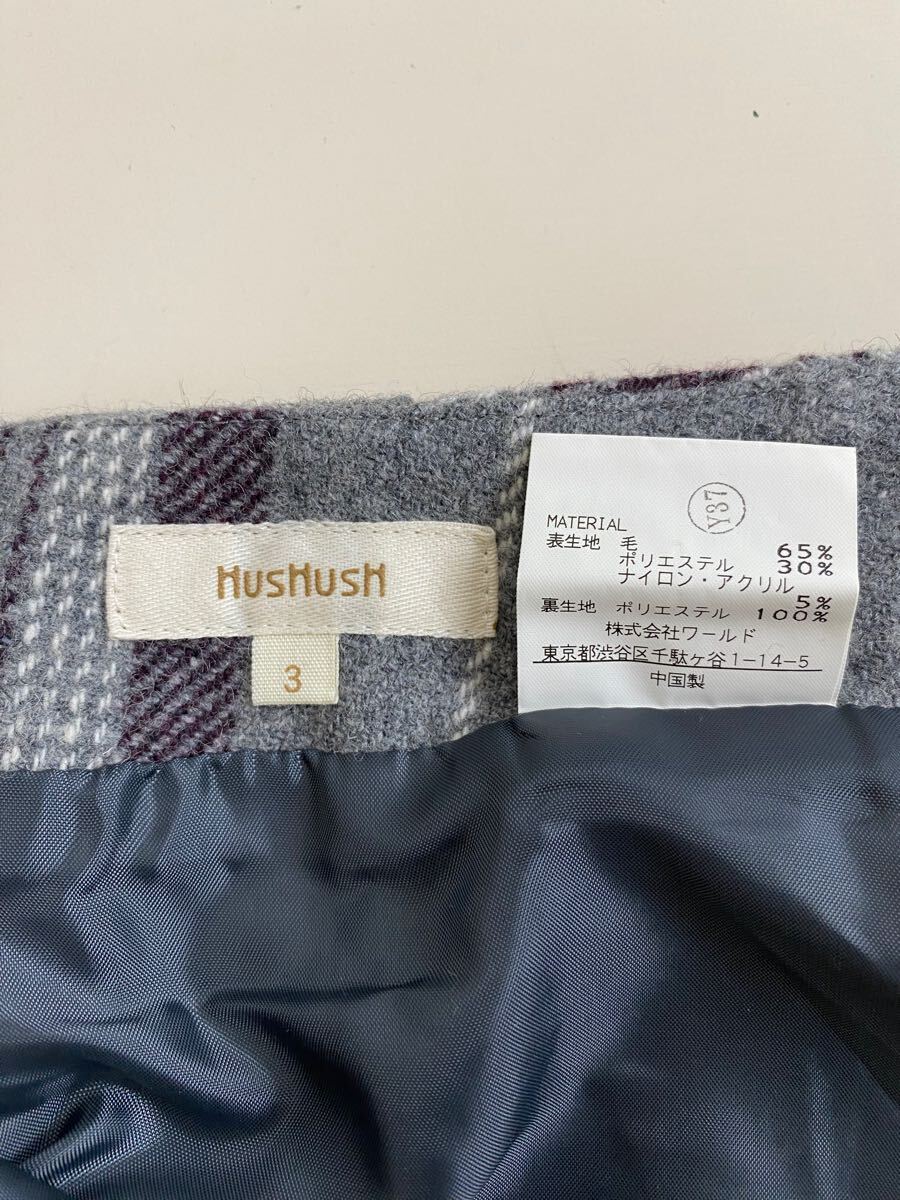 HusHusH
3
Y37
MATERIAL
表生地 毛 65%
ポリエステル 30%
ナイロン・アクリル
5%
裏生地 ポリエステル 100%
株式会社ワールド
東京都渋谷区千駄ヶ谷1-14-5
中国製